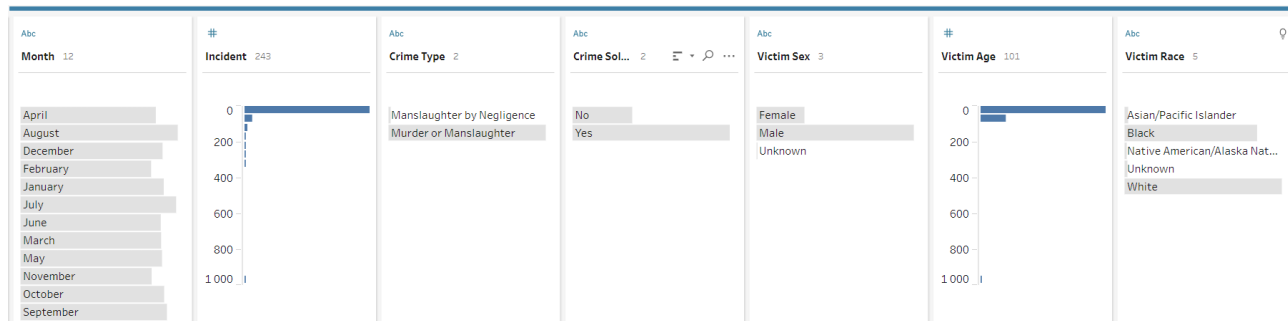 Abc
Month 12
April
August
December
February
January
July
June
March
May
November
October
September
#
Incident 243
0
200
400
600
800
1 000
Abc
Crime Type 2
Manslaughter by Negligence
Murder or Manslaughter
Abc
Crime Sol... 2
No
Yes
Abc
Victim Sex 3
Female
Male
Unknown
#
Victim Age 101
0
200
400
600
800
1 000
Abc
Victim Race 5
Asian/Pacific Islander
Black
Native American/Alaska Nat...
Unknown
White